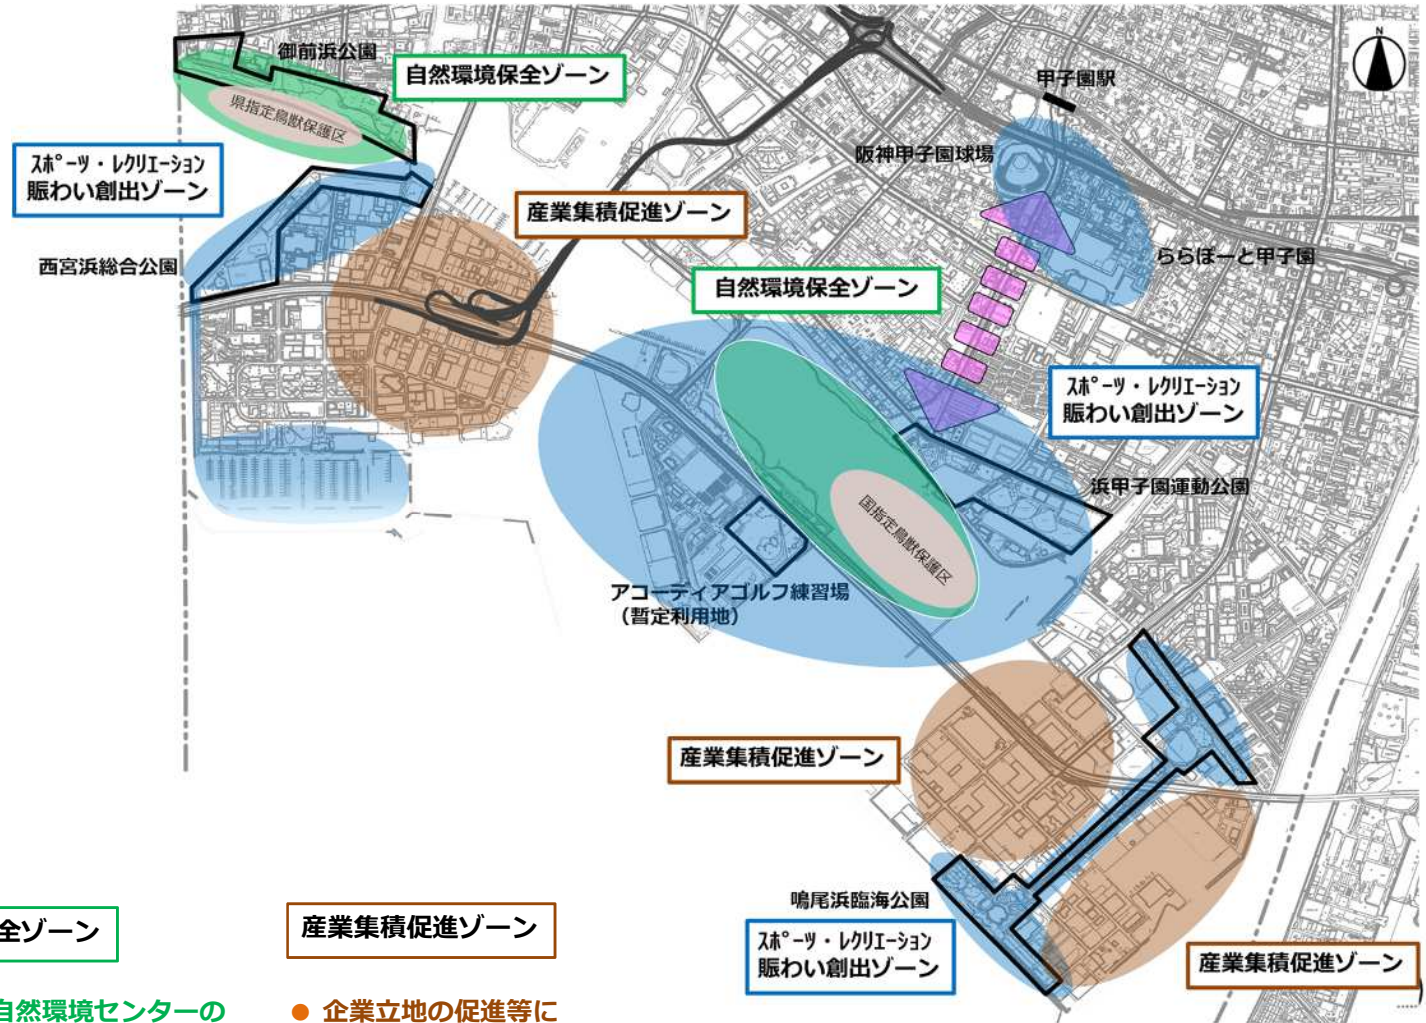 御前浜公園
自然環境保全ゾーン
N
甲子園駅
県指定鳥獣保護区
阪神甲子園球場
スポーツ・レクリエーション
賑わい創出ゾーン
産業集積促進ゾーン
西宮浜総合公園
ららぽーと甲子園
自然環境保全ゾーン
スポーツ・レクリエーション
賑わい創出ゾーン
浜甲子園運動公園
国指定鳥獣保護区
アコーディアゴルフ練習場
（暫定利用地）
産業集積促進ゾーン
鳴尾浜臨海公園
スポーツ・レクリエーション
賑わい創出ゾーン
産業集積促進ゾーン
全ゾーン
産業集積促進ゾーン
自然環境センターの
● 企業立地の促進等に